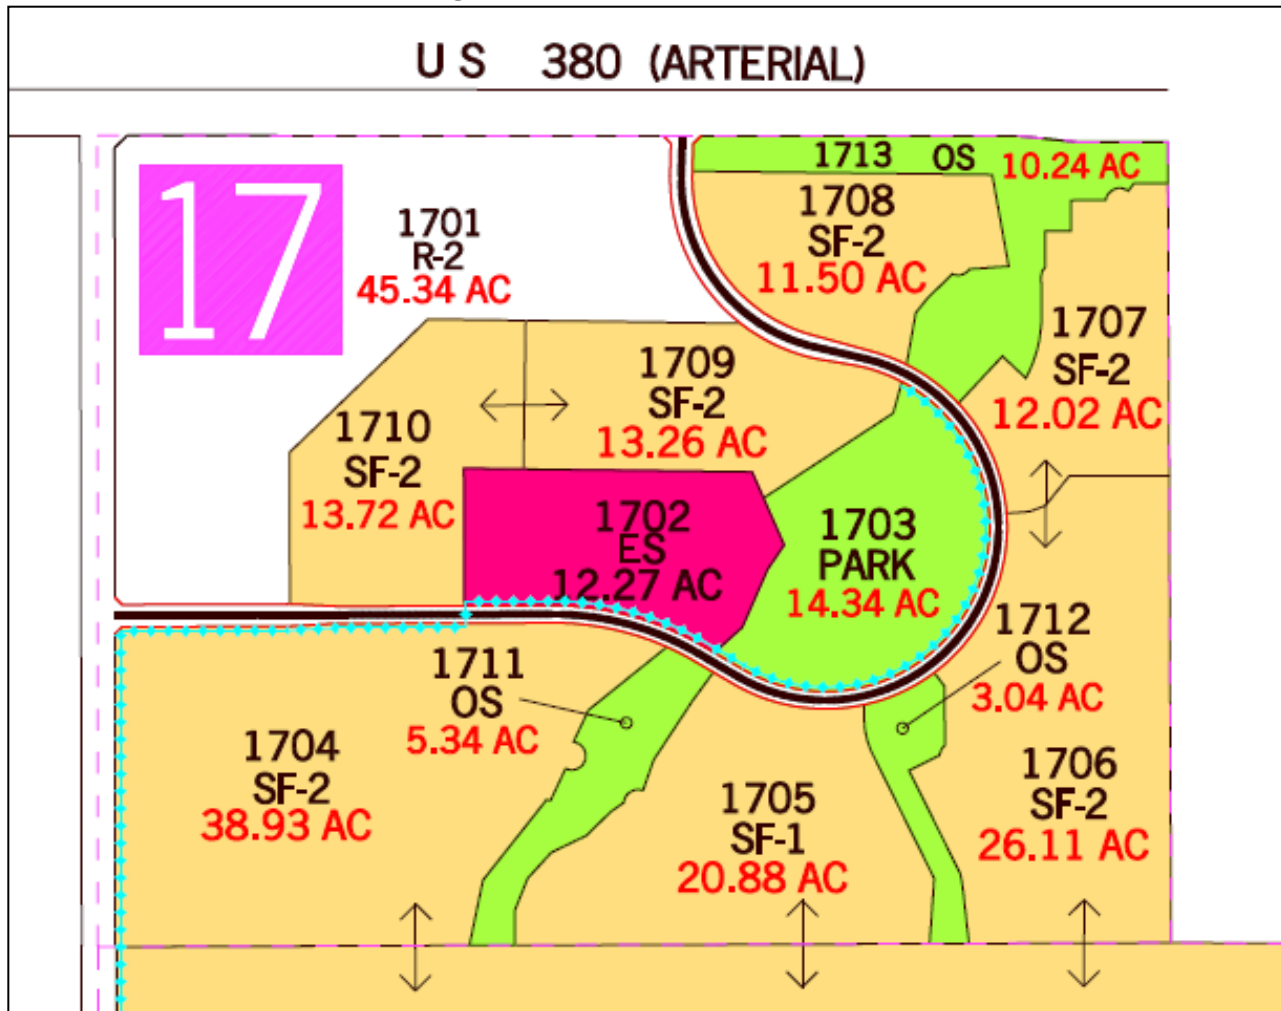 US 380 (ARTERIAL)
17
1713 OS
10.24 AC
1701
R-2
45.34 AC
1708
SF-2
11.50 AC
1707
SF-2
12.02 AC
1709
SF-2
13.26 AC
1710
SF-2
13.72 AC
1702
ES
12.27 AC
1703
PARK
14.34 AC
1712
OS
3.04 AC
1711
OS
5.34 AC
1704
SF-2
38.93 AC
1705
SF-1
20.88 AC
1706
SF-2
26.11 AC